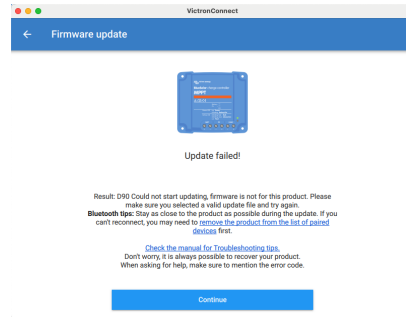 VictronConnect
Firmware update
MPPT
Update failed!
Result: D90 Could not start updating, firmware is not for this product. Please
make sure you selected a valid update file and try again.
Bluetooth tips: Stay as close to the product as possible during the update. If you
can't reconnect, you may need to remove the product from the list of paired
devices first.
Check the manual for Troubleshooting tips.
Don't worry, it is always possible to recover your product.
When asking for help, make sure to mention the error code.
Continue